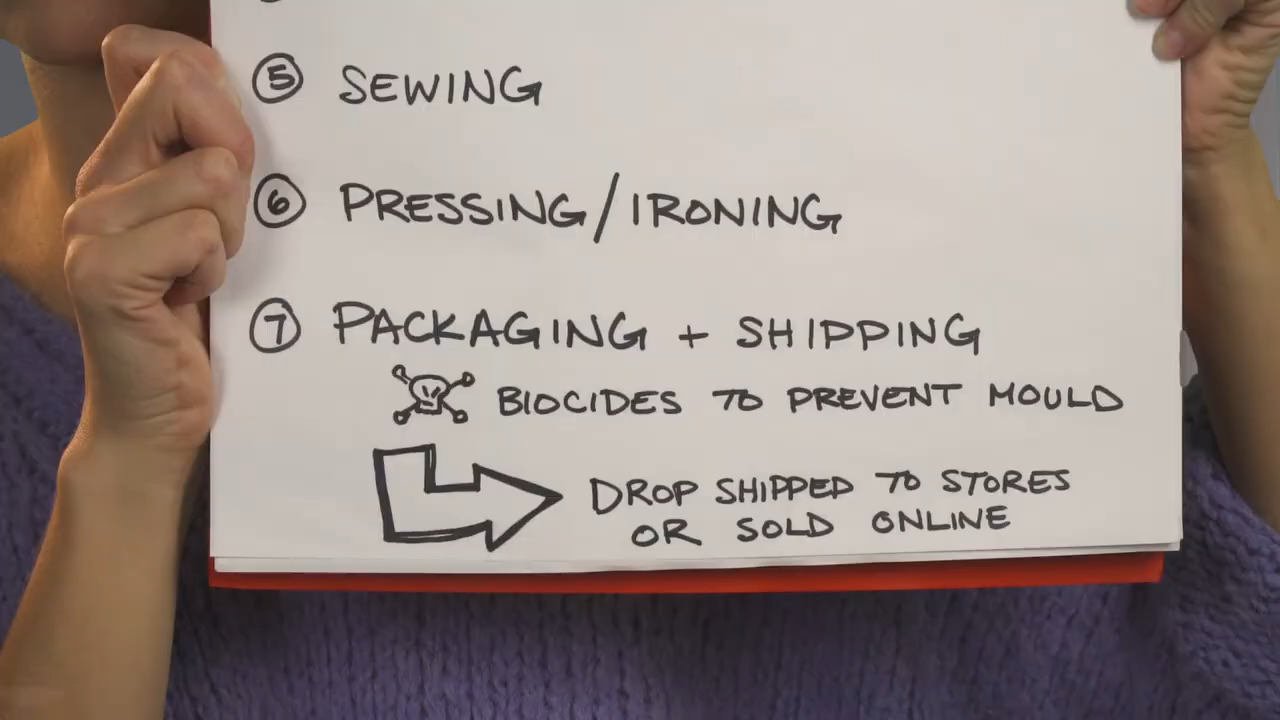 5 SEWING
6 PRESSING/IRONING
7 PACKAGING + SHIPPING
BIOCIDES TO PREVENT MOULD
DROP SHIPPED TO STORES
OR SOLD ONLINE